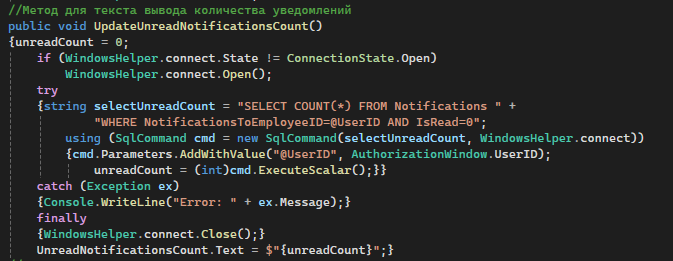 //Метод для текста вывода количества уведомлений
public void UpdateUnreadNotificationsCount()
{unreadCount = 0;
if (WindowsHelper.connect.State != ConnectionState.Open)
WindowsHelper.connect.Open();
try
{string selectUnreadCount = "SELECT COUNT(*) FROM Notifications " +
"WHERE NotificationsToEmployeeID=@UserID AND IsRead=0";
using (SqlCommand cmd = new SqlCommand(selectUnreadCount, WindowsHelper.connect))
{cmd.Parameters.AddWithValue("@UserID", AuthorizationWindow.UserID);
unreadCount = (int)cmd.ExecuteScalar();}}
catch (Exception ex)
{Console.WriteLine("Error: " + ex.Message);}
finally
{WindowsHelper.connect.Close();}
UnreadNotificationsCount.Text = $"{unreadCount}";}